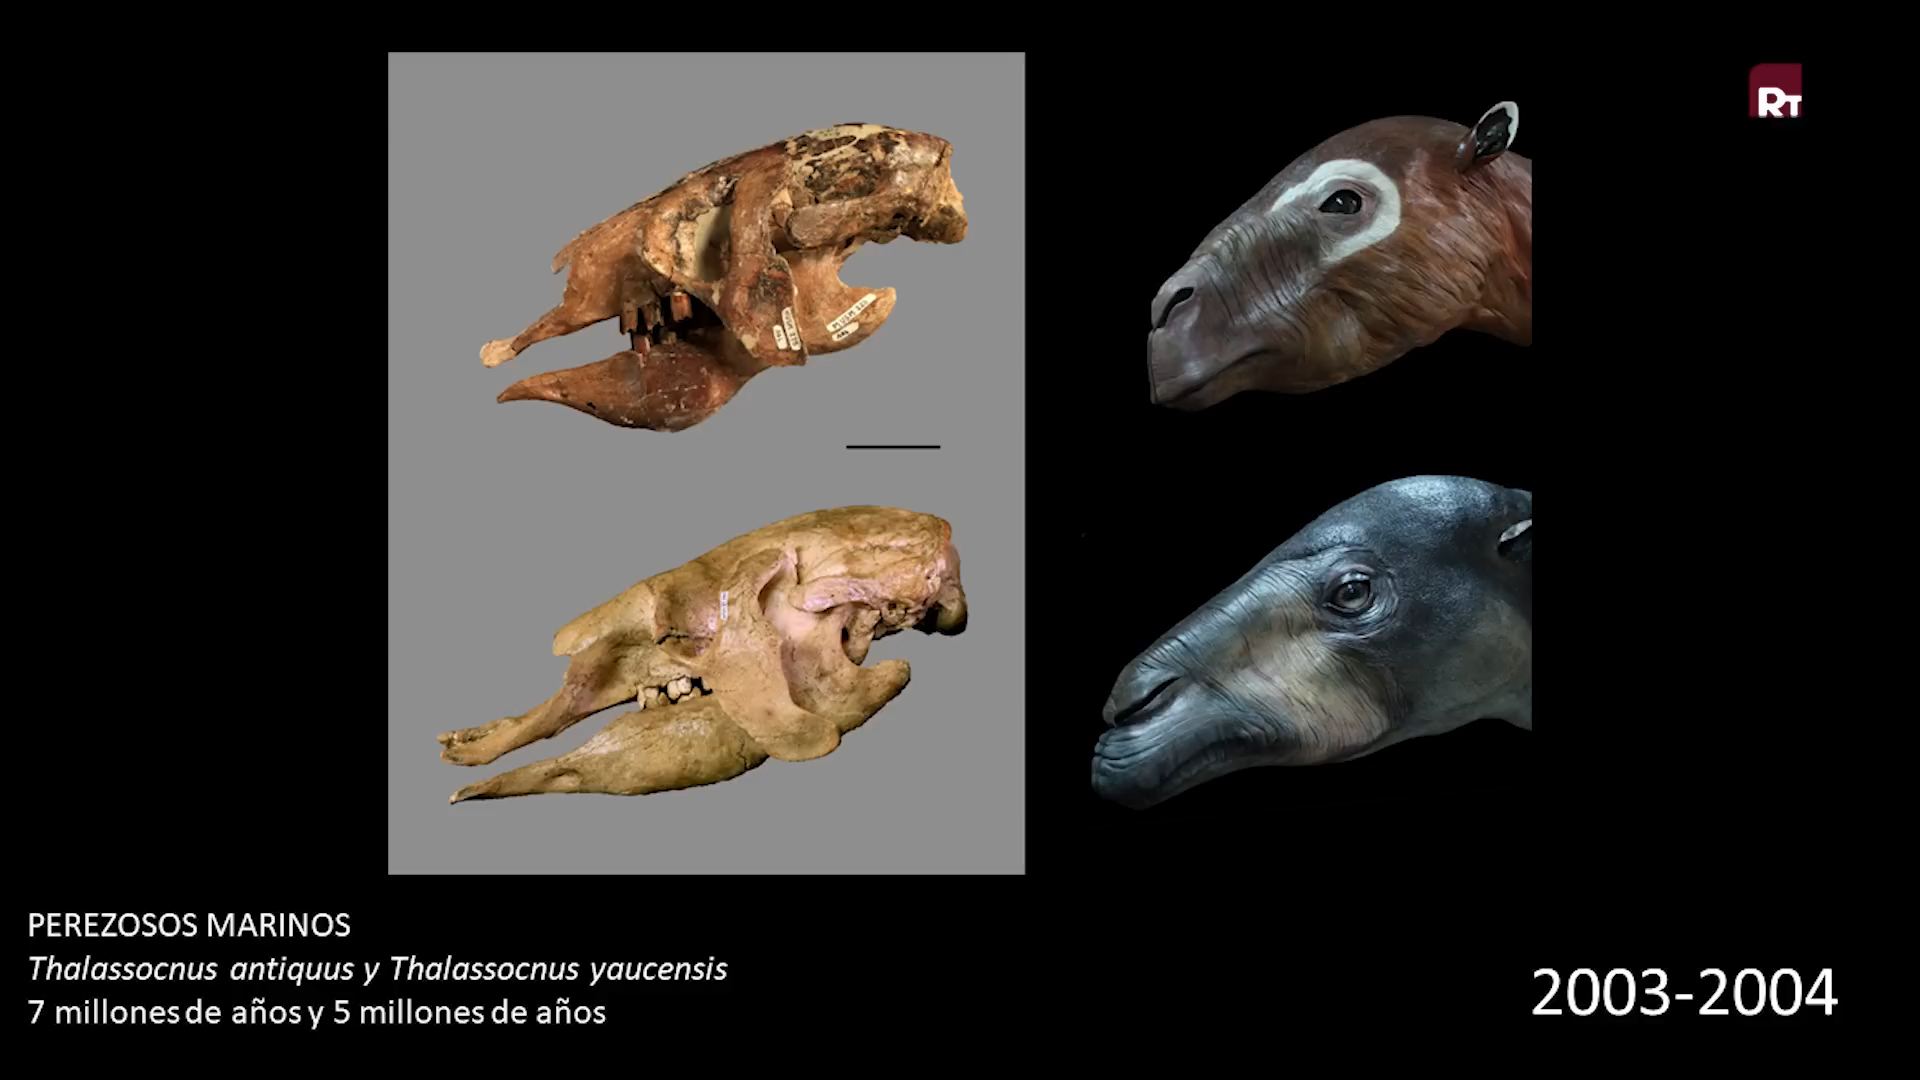 RT
PEREZOSOS MARINOS
Thalassocnus antiquus y Thalassocnus yaucensis
7 millones de años y 5 millones de años
2003-2004